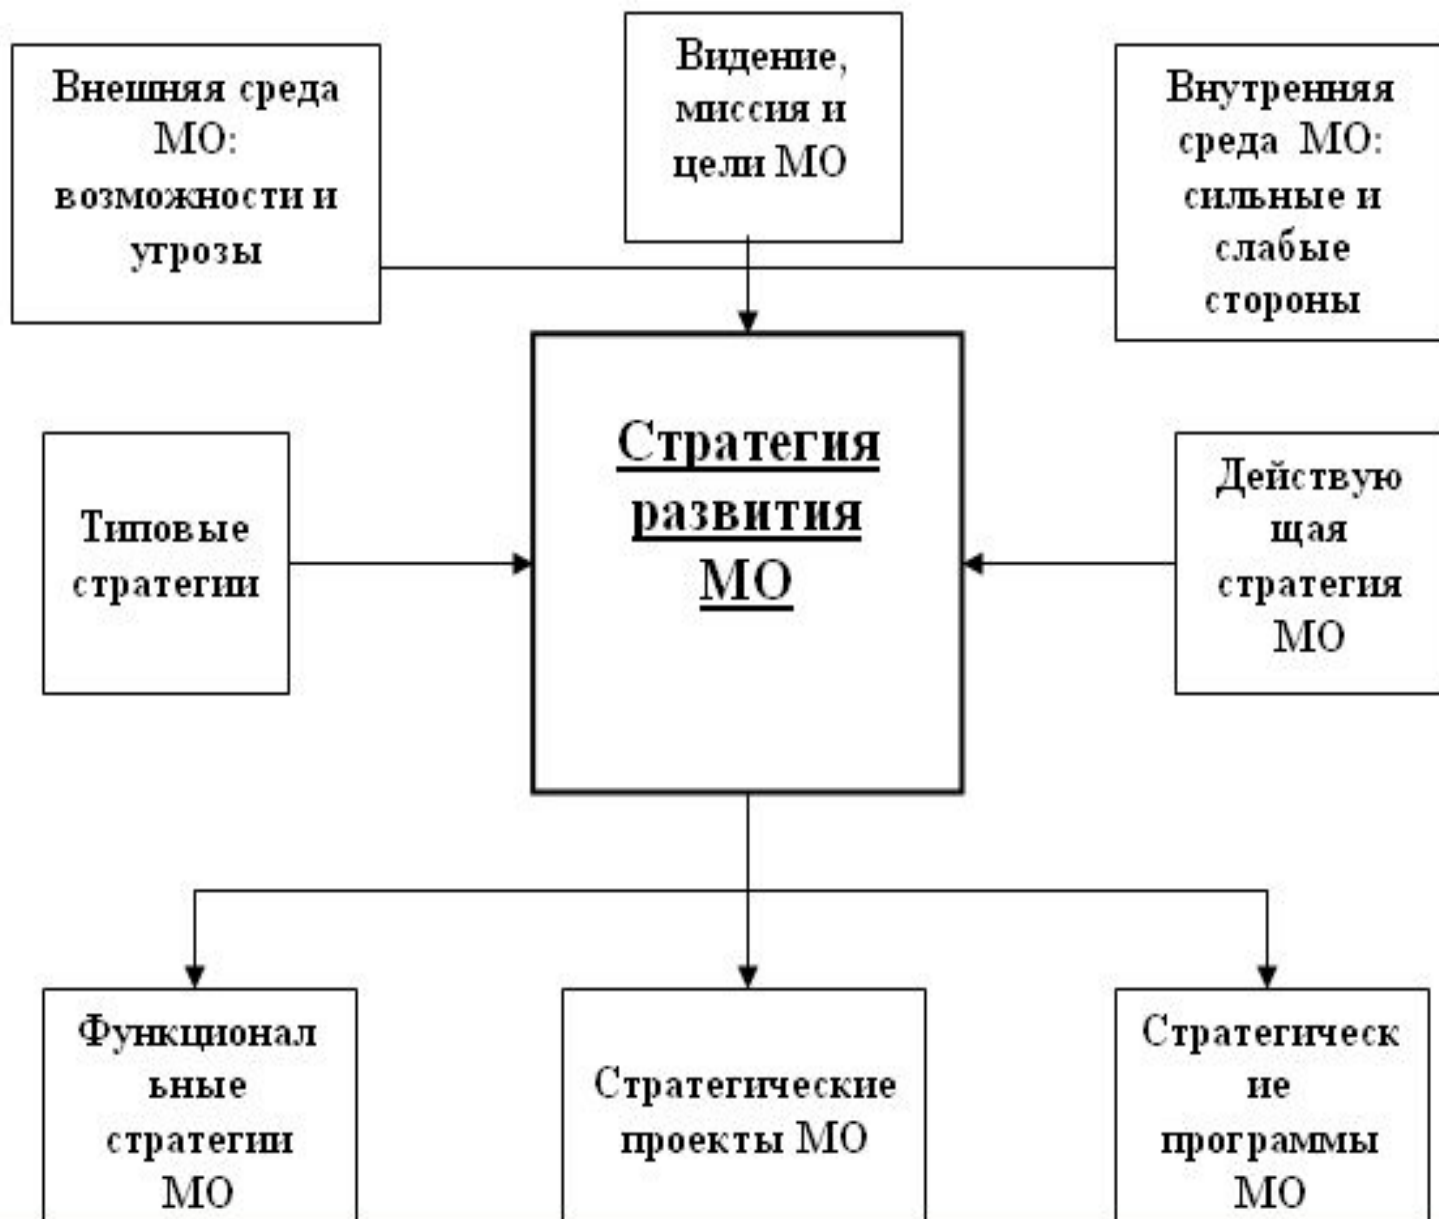 Внешняя среда
МО:
возможности и
угрозы
Видение,
миссия и
цели МО
Внутренняя
среда МО:
сильные и
слабые
стороны
Типовые
стратегии
Стратегия
развития
МО
Действую
щая
стратегия
МО
Функционал
ьные
стратегии
МО
Стратегические
проекты МО
Стратегическ
ие
программы
МО